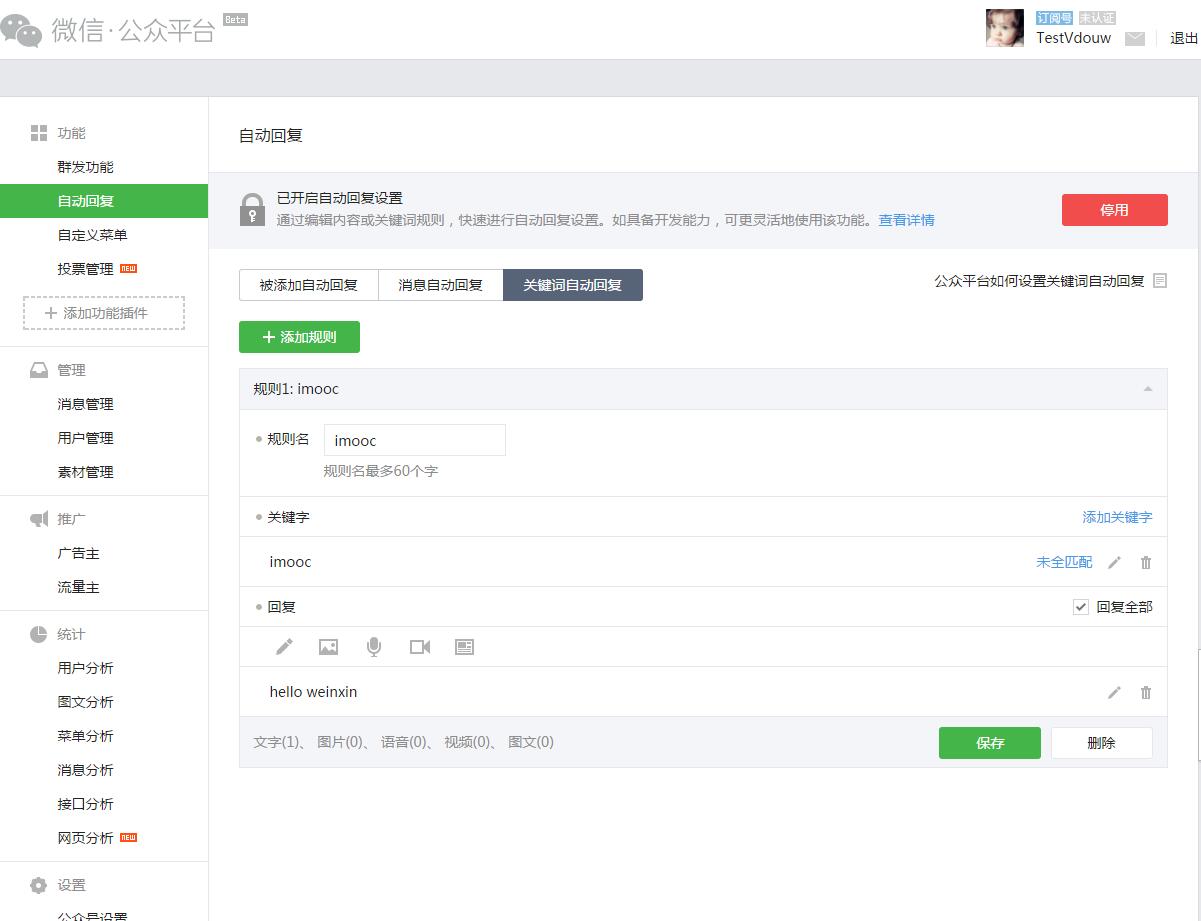 微信·公众平台 Beta
订阅号 未认证
TestVdouw
退出
功能
群发功能
自动回复
自定义菜单
投票管理 NEW
添加功能插件
管理
消息管理
用户管理
素材管理
推广
广告主
流量主
统计
用户分析
图文分析
菜单分析
消息分析
接口分析
网页分析 NEW
设置
公众号设置
自动回复
已开启自动回复设置
通过编辑内容或关键词规则，快速进行自动回复设置。如具备开发能力，可更灵活地使用该功能。查看详情
停用
被添加自动回复 消息自动回复 关键词自动回复
公众平台如何设置关键词自动回复
添加规则
规则1: imooc
规则名 imooc
规则名最多60个字
关键字 添加关键字
imooc 未全匹配
回复 回复全部
hello weinxin
文字(1)、 图片(0)、 语音(0)、 视频(0)、 图文(0)
保存 删除